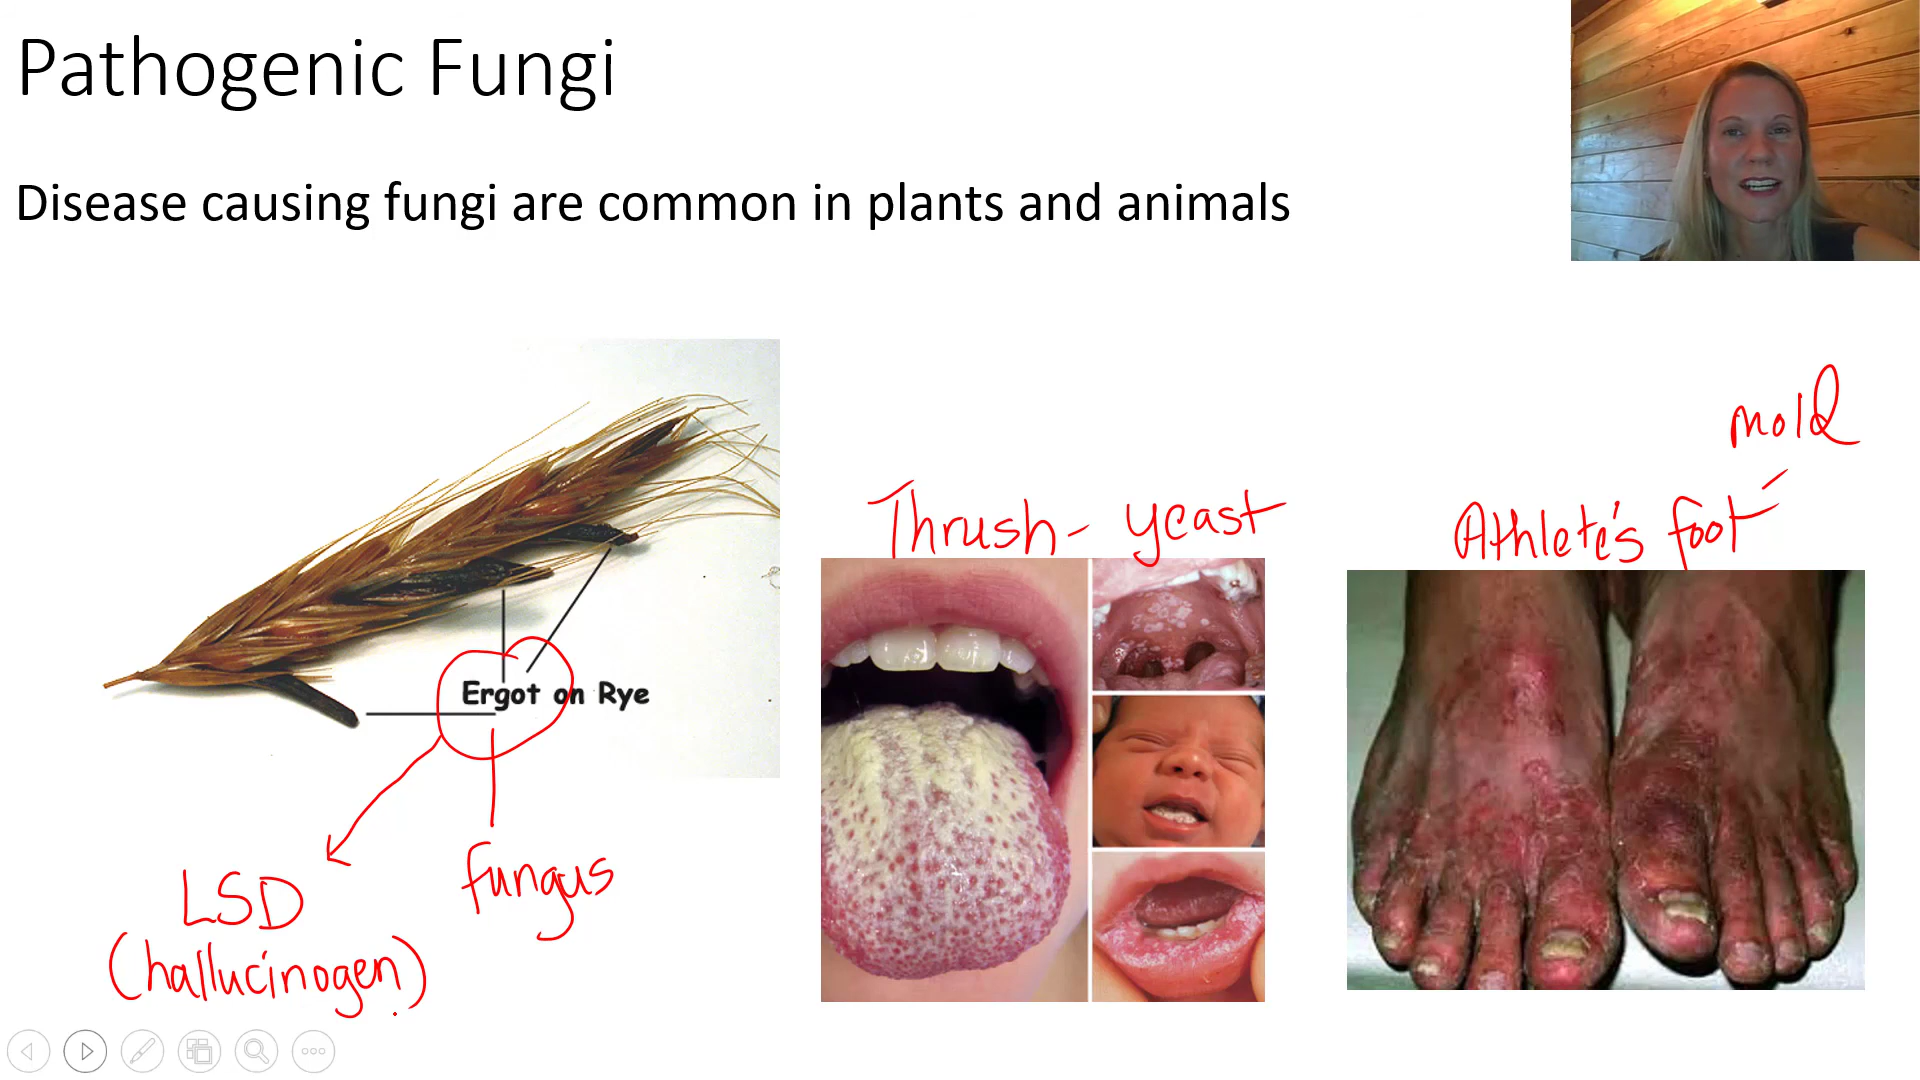 Pathogenic Fungi
Disease causing fungi are common in plants and animals
mold
Thrush - yeast
Athlete's foot -
Ergot on Rye
LSD
(hallucinogen)
fungus